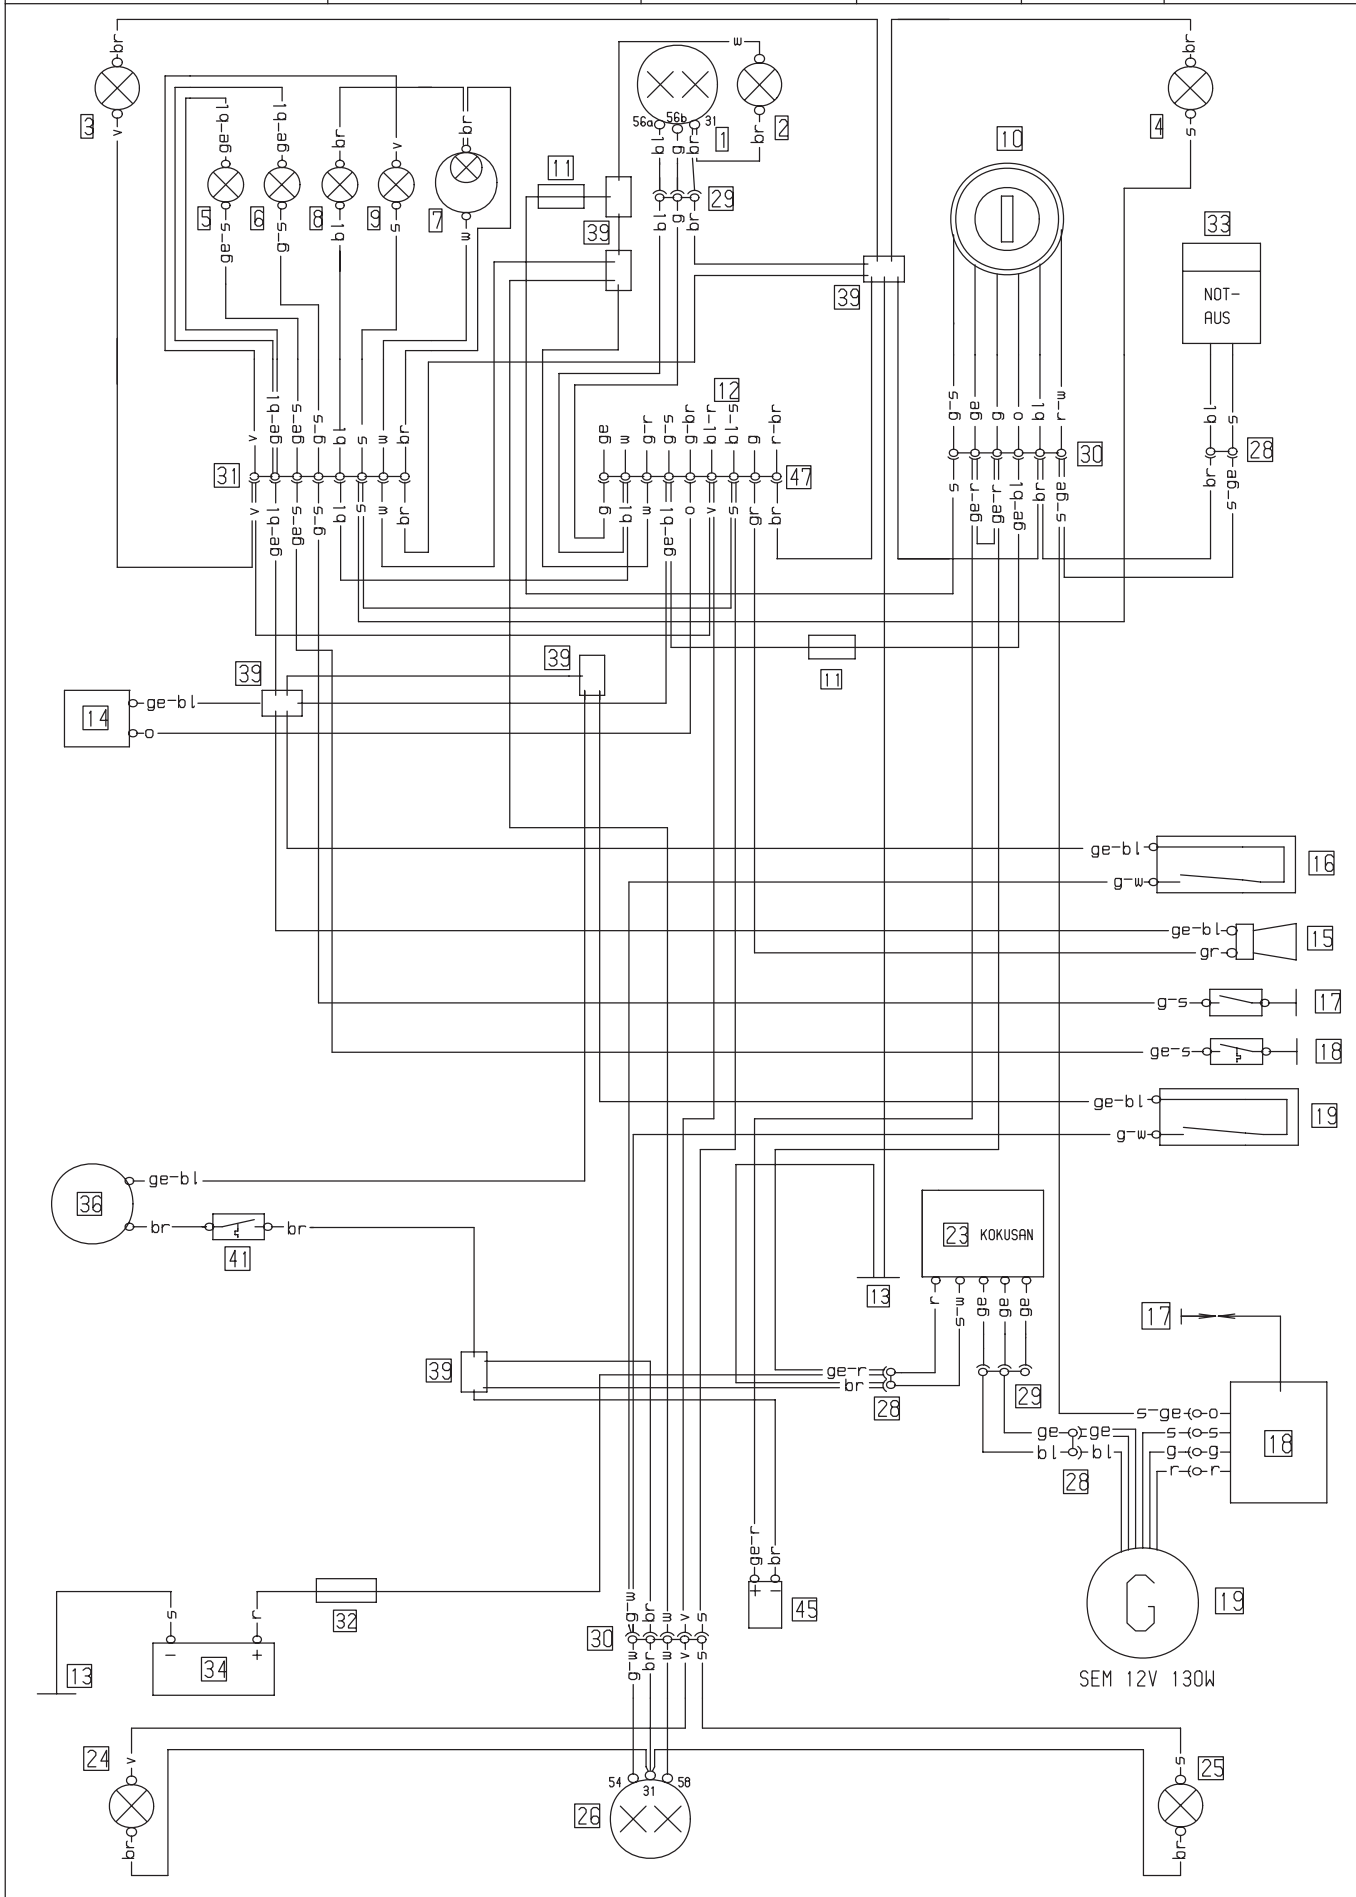 br
br
w
3
v
ge-bl
ge-bl
br
v
br
56a
56b
31
1
2
br
bl
g
br
4
s
10
11
29
5
6
8
9
7
ge-s
g-s
bl
s
w
39
bl
g
br
39
33
NOT-
AUS
12
v
ge-bl
ge-s
g-s
bl
s
w
br
ge
w
g-r
g-s
g-br
bl-r
bl-s
g
r-br
g-s
ge
g
o
bl
w-r
bl
s
31
47
30
28
v
ge-bl
ge-s
g-s
bl
s
w
br
g
bl
w
ge-bl
o
v
s
gr
br
s
ge-r
ge-r
ge-bl
br
s-ge-s
br
s-ge-s
39
39
11
14
ge-bl
o
ge-bl
16
g-w
ge-bl
15
gr
g-s
17
ge-s
18
ge-bl
19
g-w
36
ge-bl
br
br
41
23
KOKUSAN
13
r
w-s
ge
ge
ge
17
39
ge-r
br
28
29
s-ge-s
o
s
s
g
g
r
r
18
ge
ge
bl
bl
28
ge-r
br
+
-
45
19
G
SEM 12V 130W
s
r
32
-
+
34
13
30
g-w
br
w
v
s
g-w
br
w
v
s
24
v
br
54
31
58
26
s
25
br